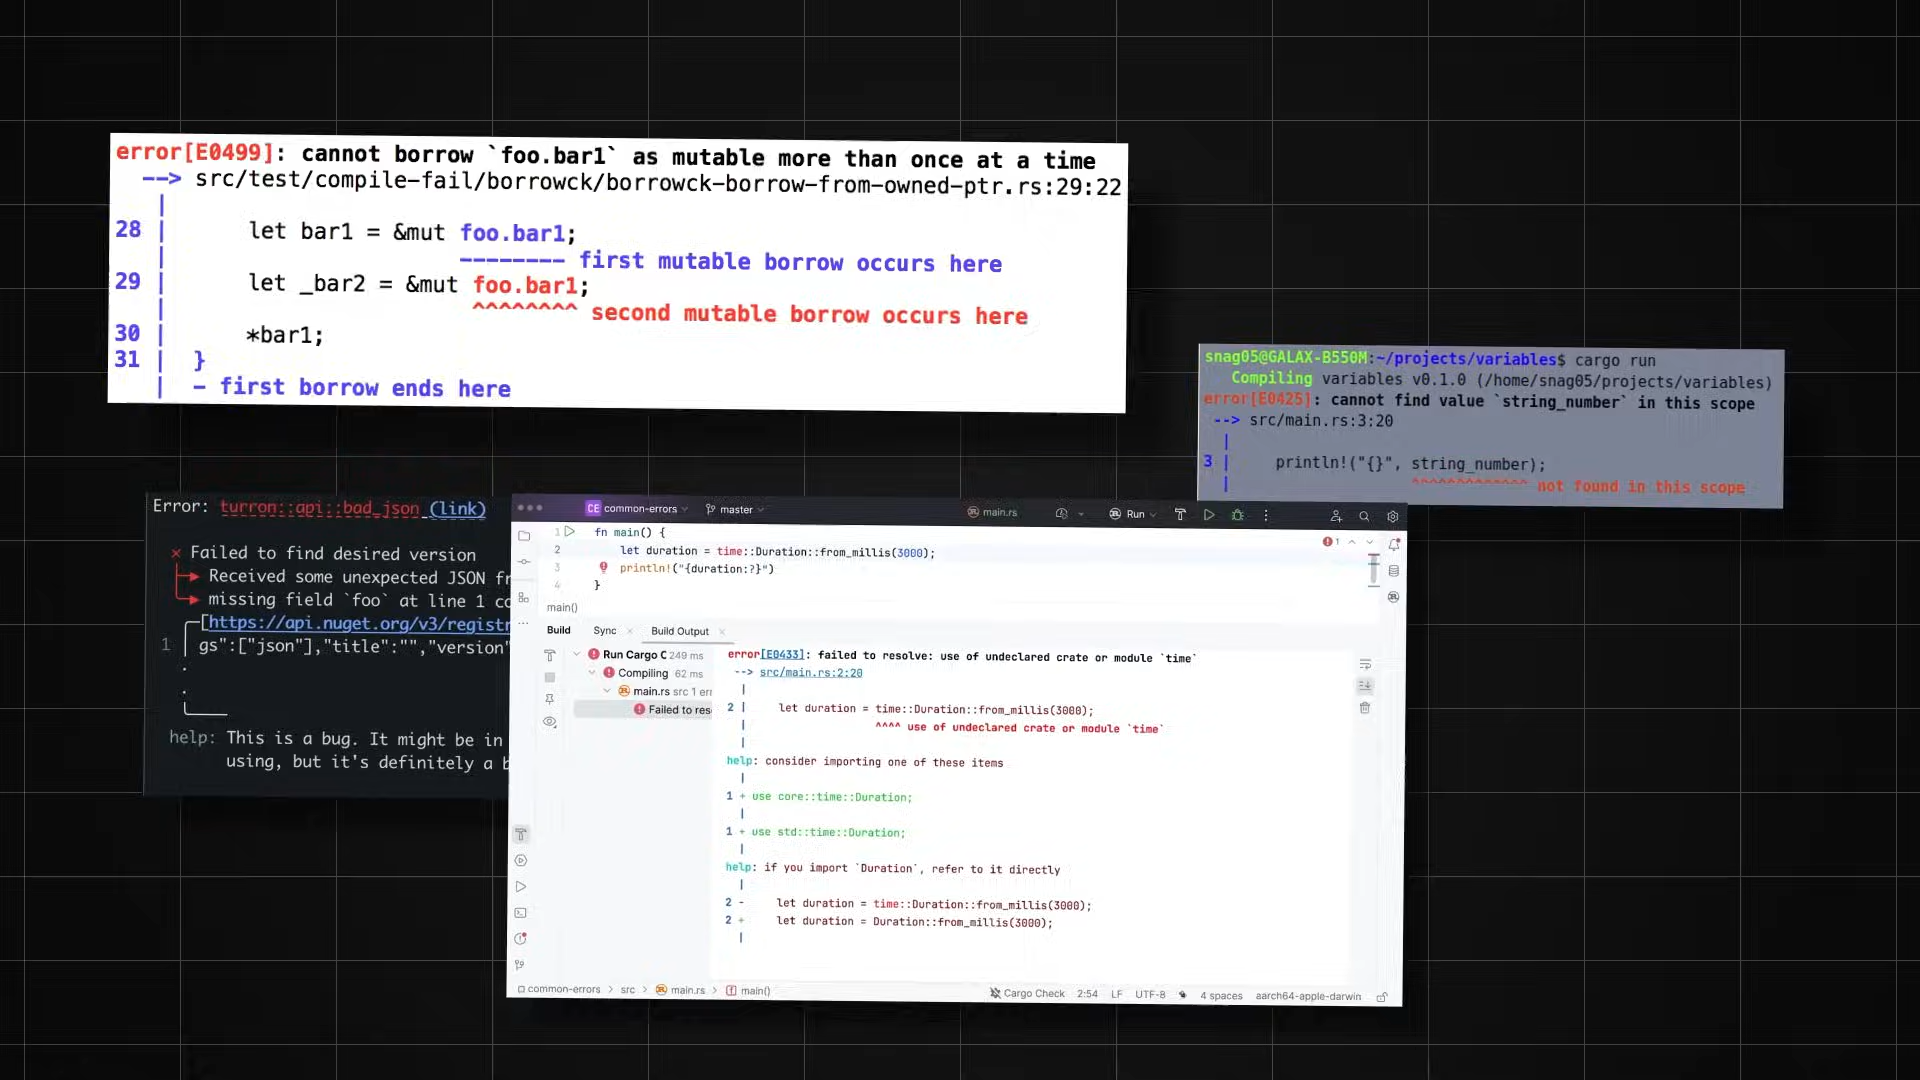 error[E0499]: cannot borrow `foo.bar1` as mutable more than once at a time
--> src/test/compile-fail/borrowck/borrowck-borrow-from-owned-ptr.rs:29:22
|
28 | let bar1 = &mut foo.bar1;
| -------- first mutable borrow occurs here
29 | let _bar2 = &mut foo.bar1;
| ^^^^^^^^ second mutable borrow occurs here
30 | *bar1;
31 | }
| - first borrow ends here
snag05@GALAX-B550M:~/projects/variables$ cargo run
Compiling variables v0.1.0 (/home/snag05/projects/variables)
error[E0425]: cannot find value `string_number` in this scope
--> src/main.rs:3:20
|
3 | println!("{}", string_number);
| ^^^^^^^^^^^^^ not found in this scope
Error: turron::api::bad_json (link)
× Failed to find desired version
Received some unexpected JSON fr
missing field `foo` at line 1 co
[https://api.nuget.org/v3/registr
1 gs":["json"],"title":"","version"
help: This is a bug. It might be in
using, but it's definitely a b
CE common-errors master main.rs Run
1 fn main() {
2 let duration = time::Duration::from_millis(3000);
3 println!("{duration:?}")
4 }
1
main()
Build Sync × Build Output ×
Run Cargo C 249 ms
Compiling 62 ms
main.rs src 1 err
Failed to res
error[E0433]: failed to resolve: use of undeclared crate or module `time`
--> src/main.rs:2:20
|
2 | let duration = time::Duration::from_millis(3000);
| ^^^^ use of undeclared crate or module `time`
|
help: consider importing one of these items
|
1 + use core::time::Duration;
|
1 + use std::time::Duration;
|
help: if you import `Duration`, refer to it directly
|
2 - let duration = time::Duration::from_millis(3000);
2 + let duration = Duration::from_millis(3000);
|
common-errors > src > main.rs > main()
Cargo Check 2:54 LF UTF-8 4 spaces aarch64-apple-darwin